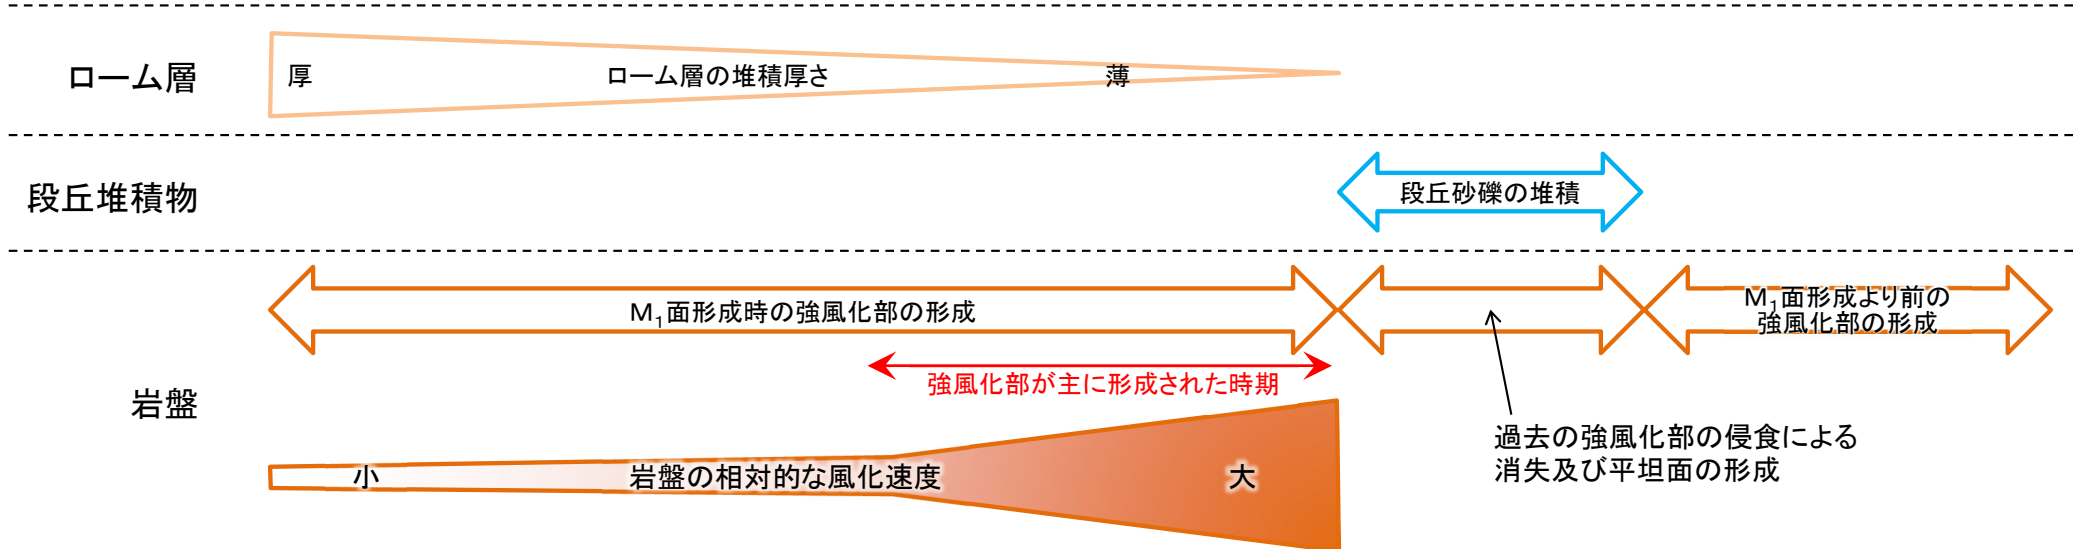 ローム層
厚
ローム層の堆積厚さ
薄
段丘堆積物
段丘砂礫の堆積
M1面形成時の強風化部の形成
M1面形成より前の
強風化部の形成
強風化部が主に形成された時期
岩盤
過去の強風化部の侵食による
消失及び平坦面の形成
小
岩盤の相対的な風化速度
大